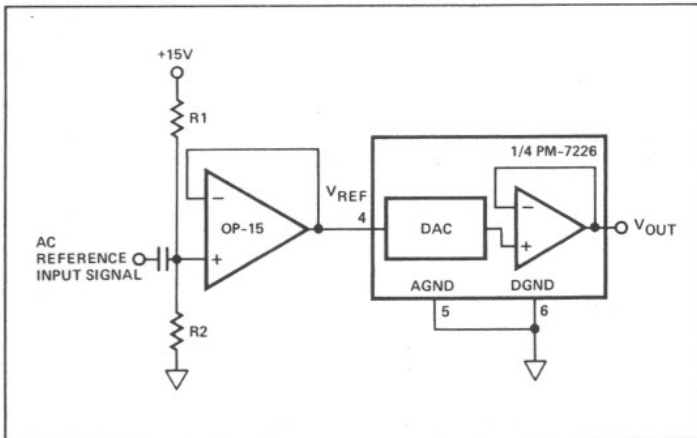 +15V
R1
1/4 PM-7226
−
VREF
OP-15
4
DAC
−
+
VOUT
AC
REFERENCE
INPUT SIGNAL
+
AGND
DGND
5
6
R2